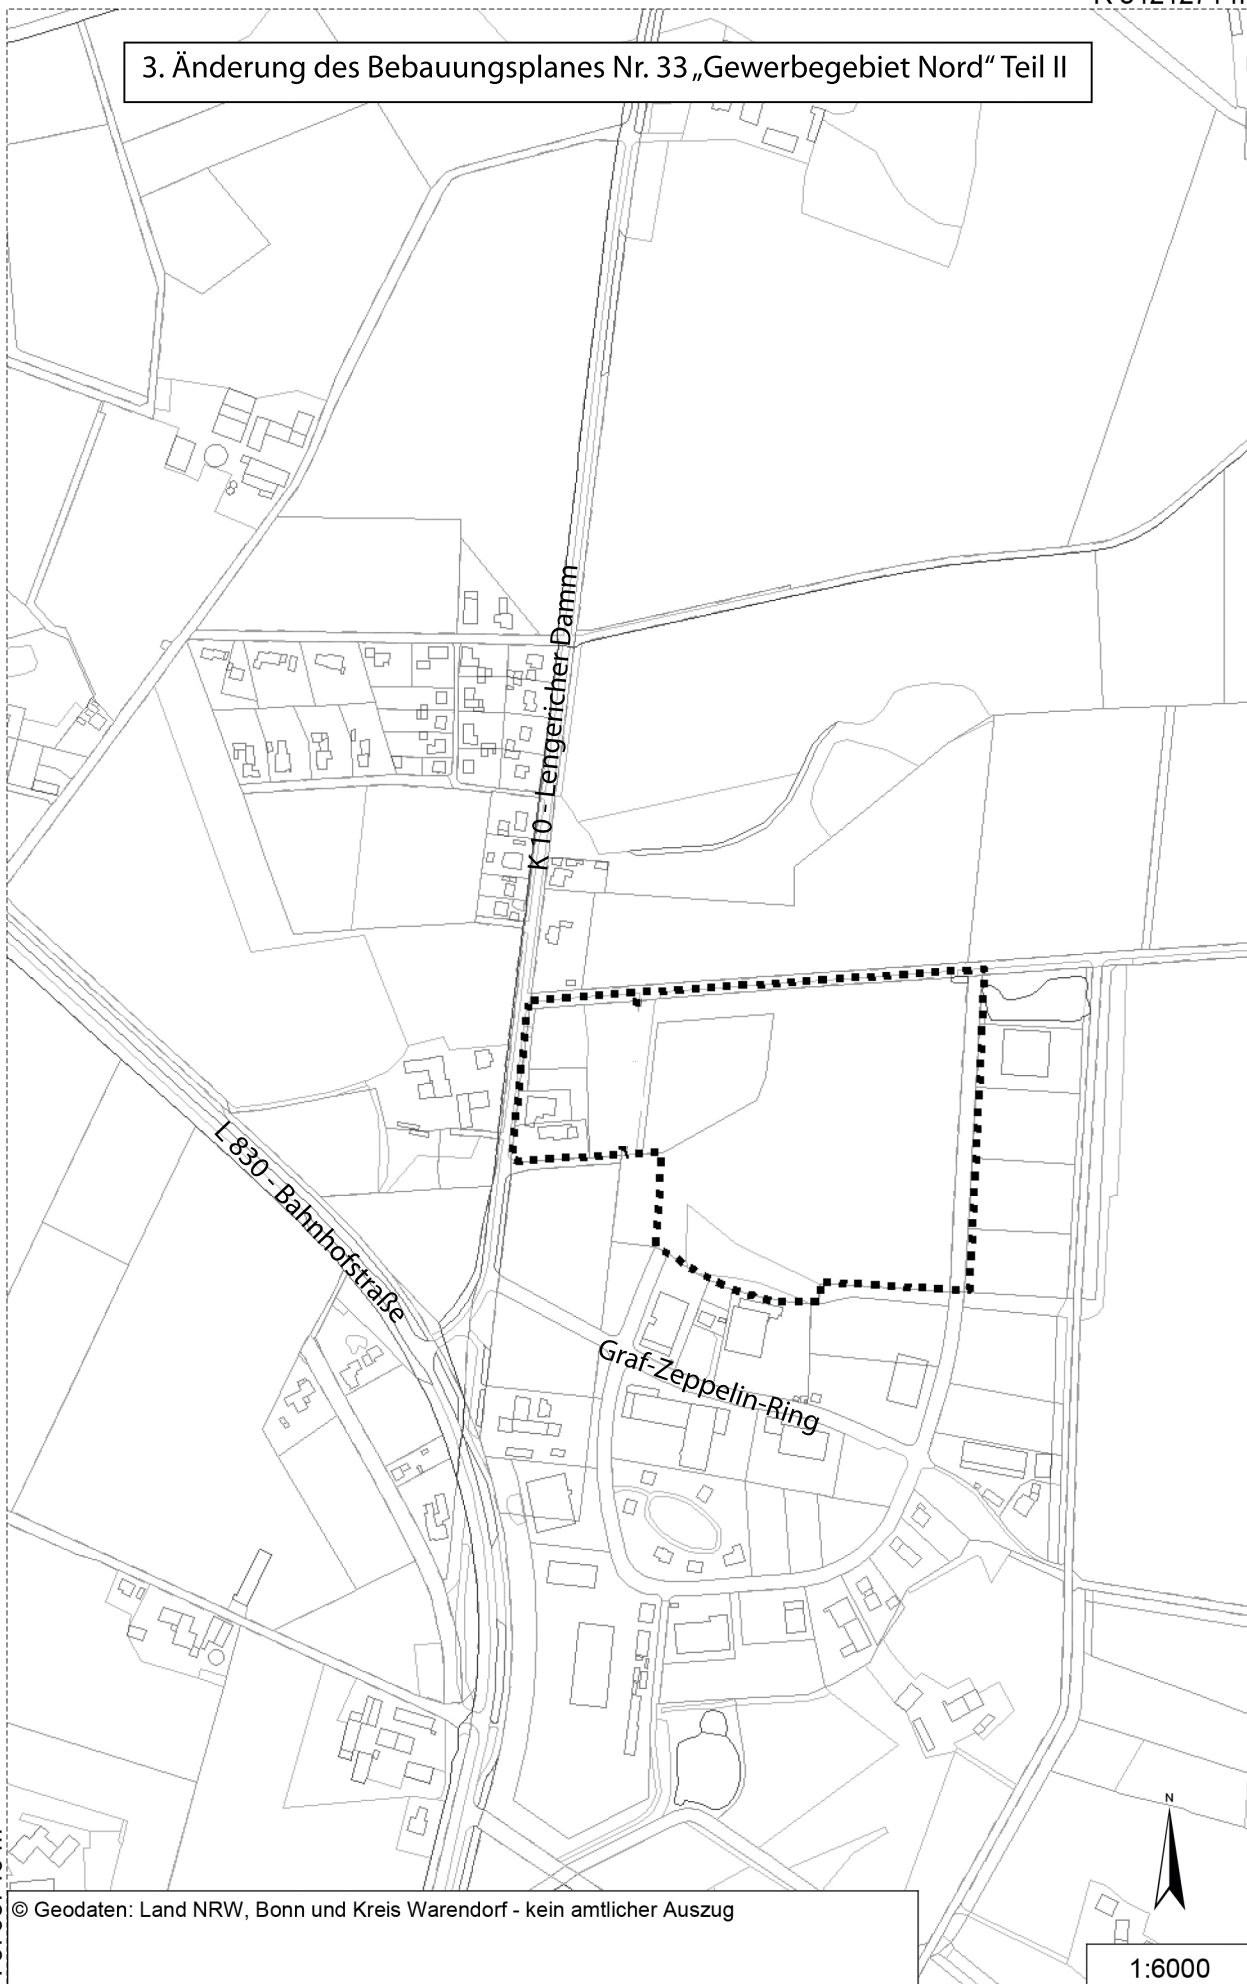 3. Änderung des Bebauungsplanes Nr. 33 „Gewerbegebiet Nord“ Teil II
K 10 - Lengericher Damm
L 830 - Bahnhofstraße
Graf-Zeppelin-Ring
N
© Geodaten: Land NRW, Bonn und Kreis Warendorf - kein amtlicher Auszug
1:6000